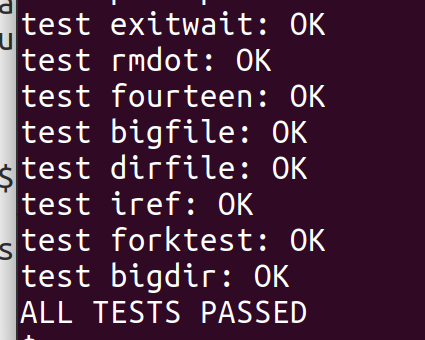 test exitwait: OK
test rmdot: OK
test fourteen: OK
test bigfile: OK
test dirfile: OK
test iref: OK
test forktest: OK
test bigdir: OK
ALL TESTS PASSED
$